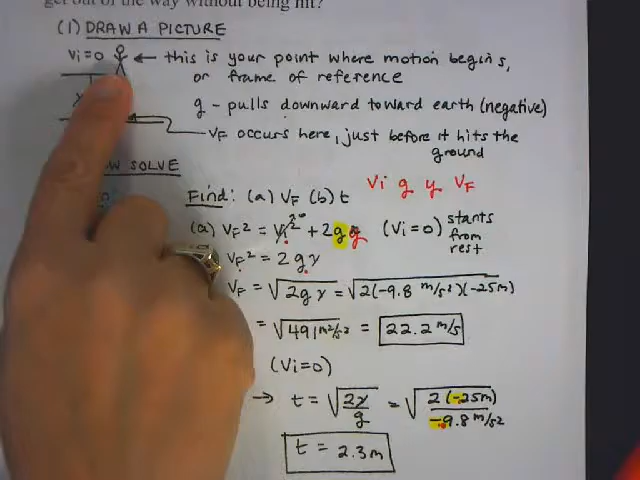 get out of the way without being hit?
(1) DRAW A PICTURE
Vi=0 ← this is your point where motion begins,
or frame of reference
g - pulls downward toward earth (negative)
VF occurs here, just before it hits the
ground
SOLVE
Find: (a) VF (b) t Vi g y VF
(a) VF² = Vi² + 2gy (Vi=0) starts from rest
VF² = 2gy
VF = √2gy = √2(-9.8 m/s²)(-25m)
= √491 m²/s² = 22.2 m/s
(Vi=0)
→ t = √2y/g = √2(-25m)/-9.8 m/s²
t = 2.3m